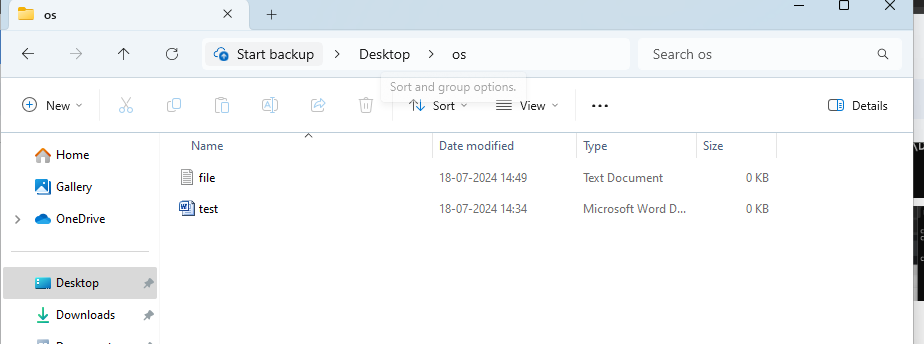 os
Start backup > Desktop > os
Search os
Sort and group options.
New
Sort
View
Details
Name Date modified Type Size
Home
Gallery
OneDrive
Desktop
Downloads
file 18-07-2024 14:49 Text Document 0 KB
test 18-07-2024 14:34 Microsoft Word D... 0 KB